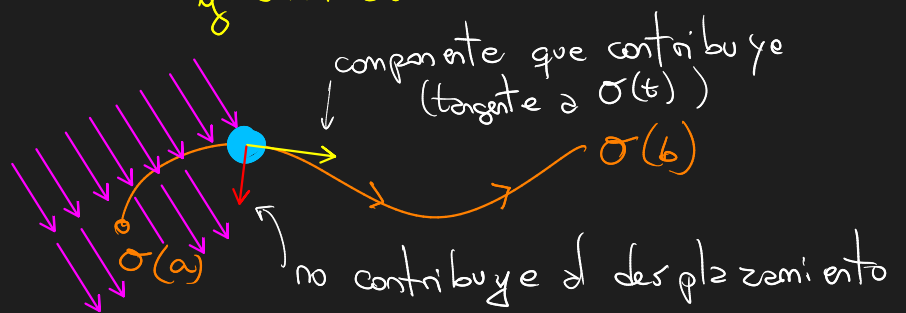 y
componente que contribuye
(tangente a σ(t))
σ(b)
σ(a)
no contribuye al desplazamiento